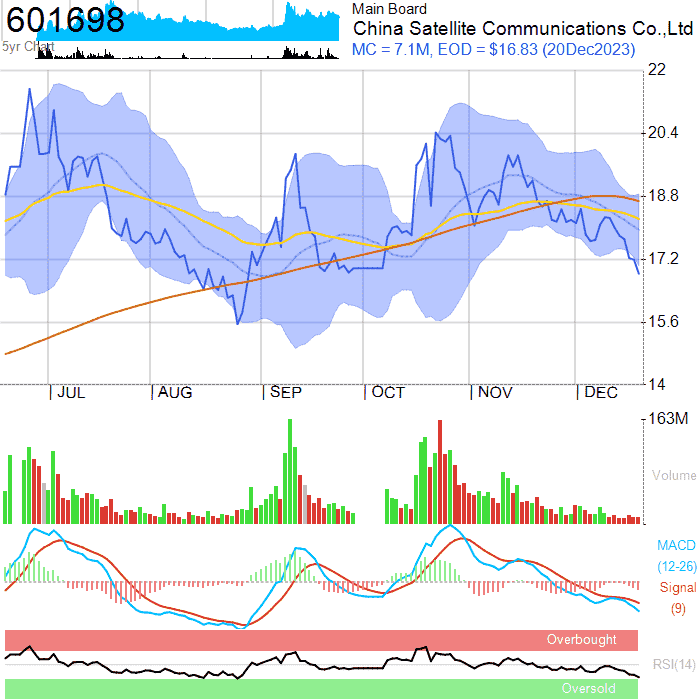 601698
5yr Chart
Main Board
China Satellite Communications Co.,Ltd
MC = 7.1M, EOD = $16.83 (20Dec2023)
22
20.4
18.8
17.2
15.6
14
JUL AUG SEP OCT NOV DEC
163M
Volume
MACD
(12-26)
Signal
(9)
Overbought
RSI(14)
Oversold